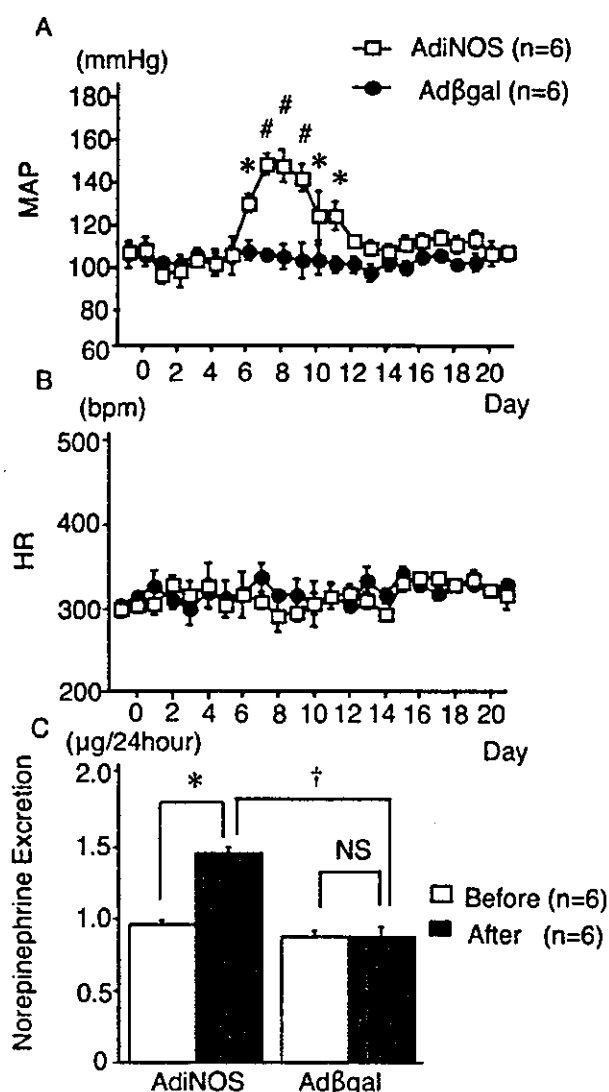 A
(mmHg)
AdiNOS (n=6)
Adβgal (n=6)
180
160
140
120
100
80
60
MAP
*
#
#
#
*
*
0 2 4 6 8 10 12 14 16 18 20
Day
B
(bpm)
500
400
300
200
HR
0 2 4 6 8 10 12 14 16 18 20
Day
C
(µg/24hour)
2.0
1.5
1.0
0.5
0
Norepinephrine Excretion
*
†
NS
Before (n=6)
After (n=6)
AdiNOS Adβgal